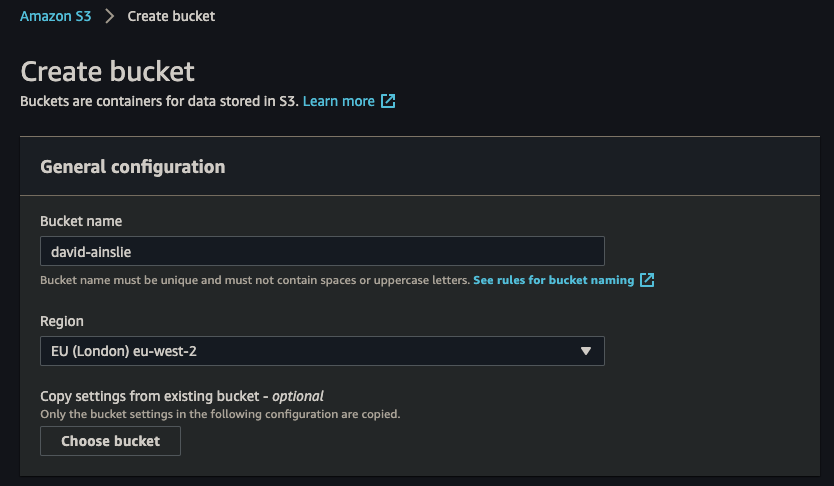 Amazon S3 > Create bucket
Create bucket
Buckets are containers for data stored in S3. Learn more
General configuration
Bucket name
david-ainslie
Bucket name must be unique and must not contain spaces or uppercase letters. See rules for bucket naming
Region
EU (London) eu-west-2
Copy settings from existing bucket - optional
Only the bucket settings in the following configuration are copied.
Choose bucket